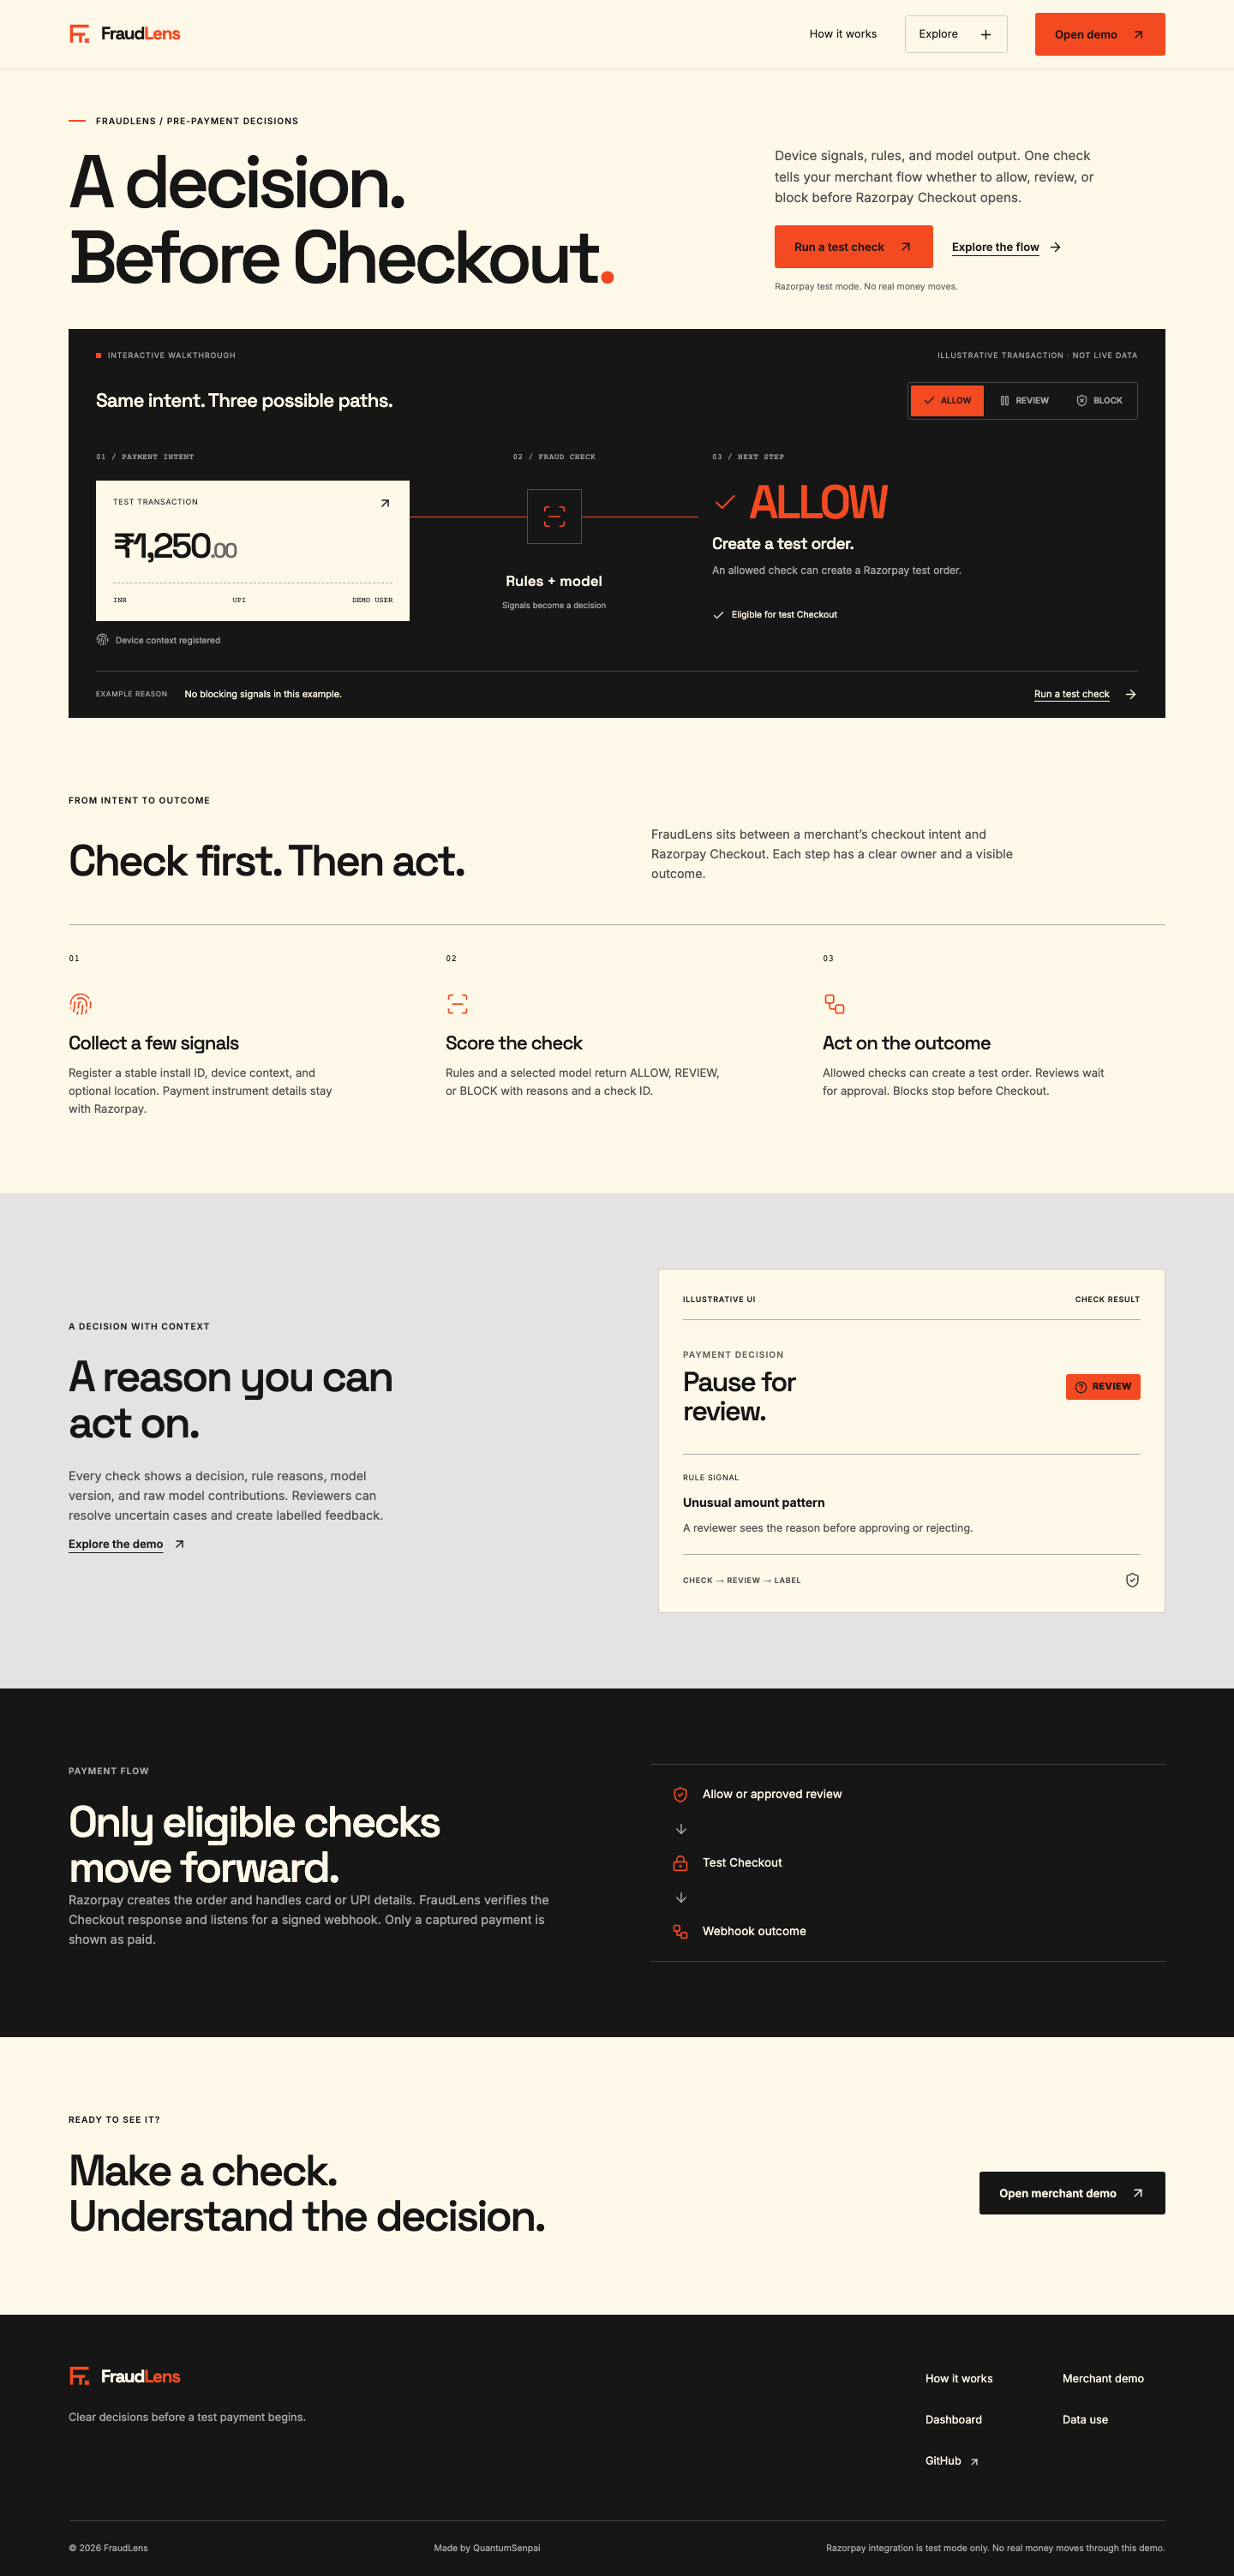 FraudLens
How it works
Explore
Open demo
FRAUDLENS / PRE-PAYMENT DECISIONS
A decision.
Before Checkout.
Device signals, rules, and model output. One check
tells your merchant flow whether to allow, review, or
block before Razorpay Checkout opens.
Run a test check
Explore the flow
Razorpay test mode. No real money moves.
INTERACTIVE WALKTHROUGH
ILLUSTRATIVE TRANSACTION · NOT LIVE DATA
Same intent. Three possible paths.
ALLOW
REVIEW
BLOCK
01 / PAYMENT INTENT
02 / FRAUD CHECK
03 / NEXT STEP
TEST TRANSACTION
₹1,250.00
INR
UPI
DEMO USER
Device context registered
Rules + model
Signals become a decision
ALLOW
Create a test order.
An allowed check can create a Razorpay test order.
Eligible for test Checkout
EXAMPLE REASON
No blocking signals in this example.
Run a test check
FROM INTENT TO OUTCOME
Check first. Then act.
FraudLens sits between a merchant’s checkout intent and
Razorpay Checkout. Each step has a clear owner and a visible
outcome.
01
Collect a few signals
Register a stable install ID, device context, and
optional location. Payment instrument details stay
with Razorpay.
02
Score the check
Rules and a selected model return ALLOW, REVIEW,
or BLOCK with reasons and a check ID.
03
Act on the outcome
Allowed checks can create a test order. Reviews wait
for approval. Blocks stop before Checkout.
A DECISION WITH CONTEXT
A reason you can
act on.
Every check shows a decision, rule reasons, model
version, and raw model contributions. Reviewers can
resolve uncertain cases and create labelled feedback.
Explore the demo
ILLUSTRATIVE UI
CHECK RESULT
PAYMENT DECISION
Pause for
review.
REVIEW
RULE SIGNAL
Unusual amount pattern
A reviewer sees the reason before approving or rejecting.
CHECK → REVIEW → LABEL
PAYMENT FLOW
Only eligible checks
move forward.
Razorpay creates the order and handles card or UPI details. FraudLens verifies the
Checkout response and listens for a signed webhook. Only a captured payment is
shown as paid.
Allow or approved review
Test Checkout
Webhook outcome
READY TO SEE IT?
Make a check.
Understand the decision.
Open merchant demo
FraudLens
Clear decisions before a test payment begins.
How it works
Merchant demo
Dashboard
Data use
GitHub
© 2026 FraudLens
Made by QuantumSenpai
Razorpay integration is test mode only. No real money moves through this demo.